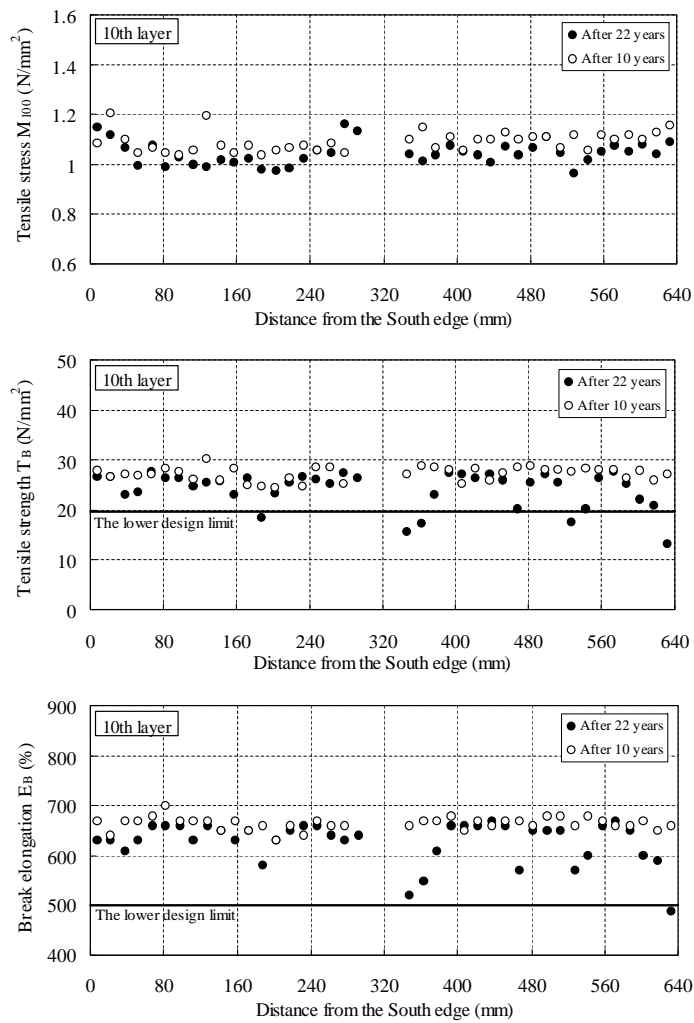 1.6
10th layer
After 22 years
After 10 years
1.4
1.2
1
0.8
0.6
Tensile stress M100 (N/mm²)
0 80 160 240 320 400 480 560 640
Distance from the South edge (mm)
50
10th layer
After 22 years
After 10 years
40
30
20
The lower design limit
10
0
Tensile strength TB (N/mm²)
0 80 160 240 320 400 480 560 640
Distance from the South edge (mm)
900
10th layer
After 22 years
After 10 years
800
700
600
500
The lower design limit
400
Break elongation EB (%)
0 80 160 240 320 400 480 560 640
Distance from the South edge (mm)